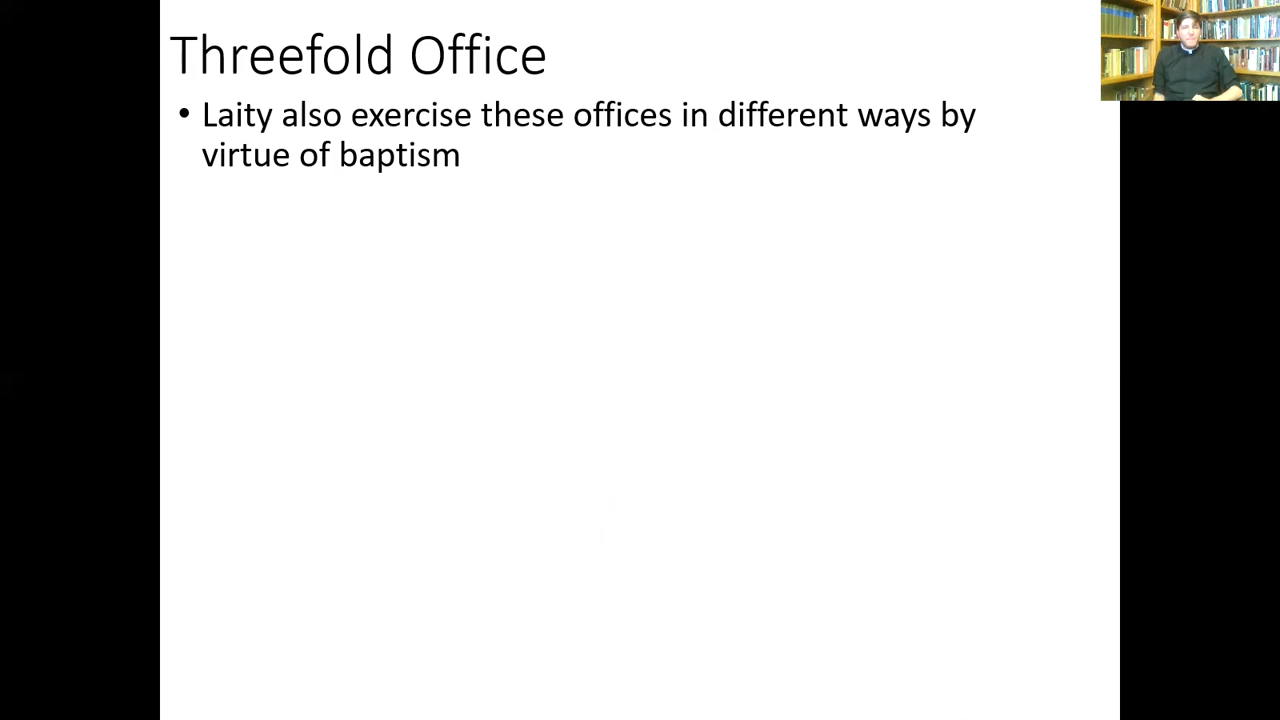 Threefold Office
• Laity also exercise these offices in different ways by
virtue of baptism